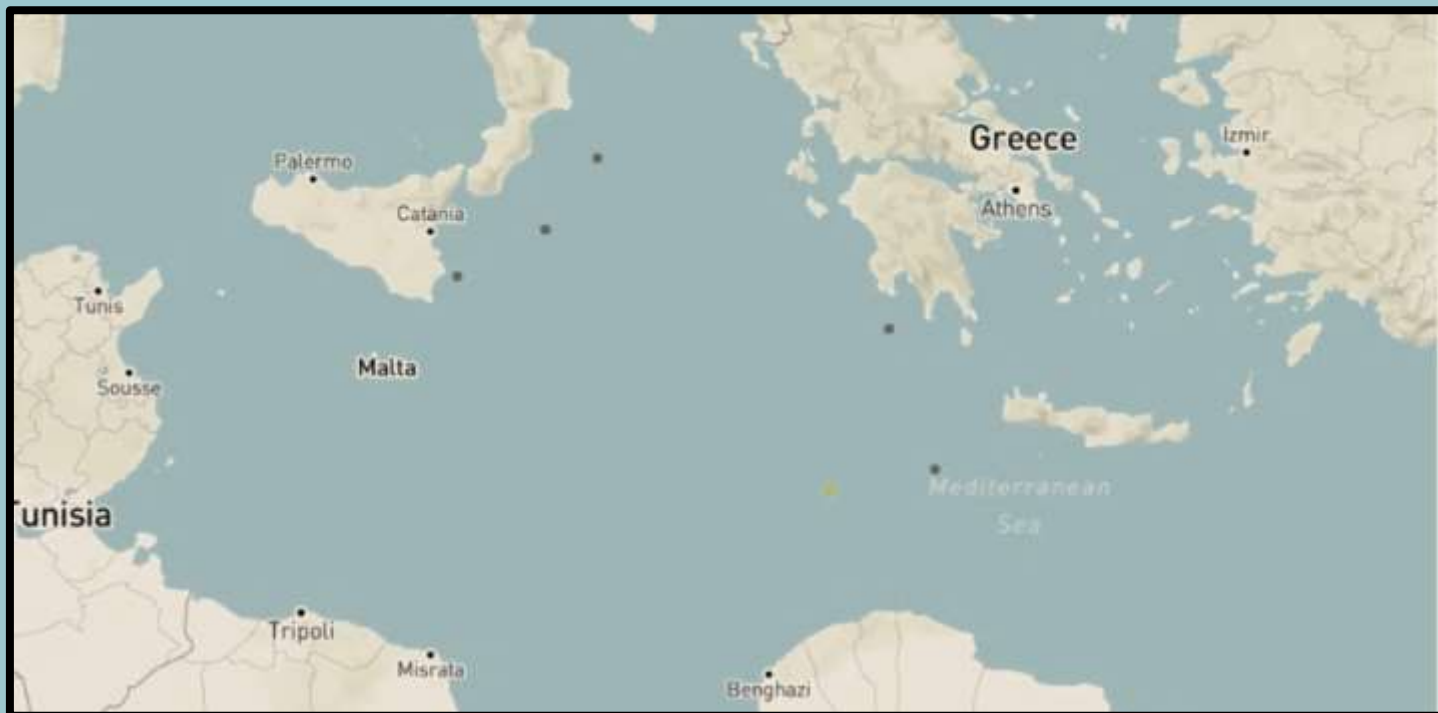 Greece
Izmir
Palermo
Athens
Catania
Tunis
Malta
Sousse
Mediterranean
Sea
Tunisia
Tripoli
Misrata
Benghazi